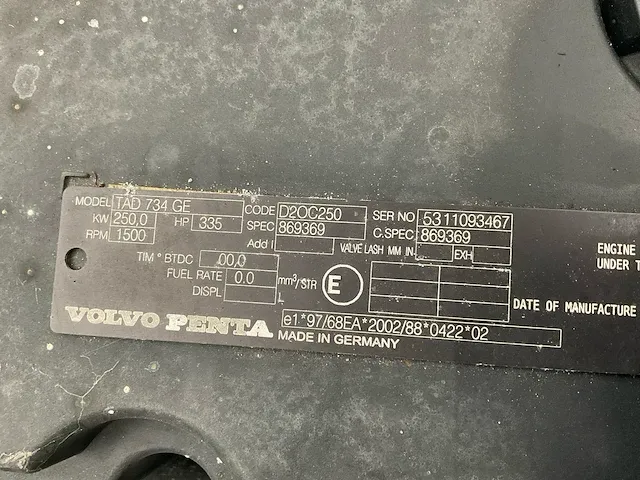 MODEL TAD 734 GE CODE D2OC250 SER NO 5311093467
KW 250,0 HP 335 SPEC 869369 C.SPEC 869369
RPM 1500 Add I VALVE LASH MM IN EXH
TIM ° BTDC 00,0
FUEL RATE 0.0 mm³/STR
DISPL L
E
VOLVO PENTA
e1*97/68EA*2002/88*0422*02
MADE IN GERMANY
ENGINE
UNDER T
DATE OF MANUFACTURE